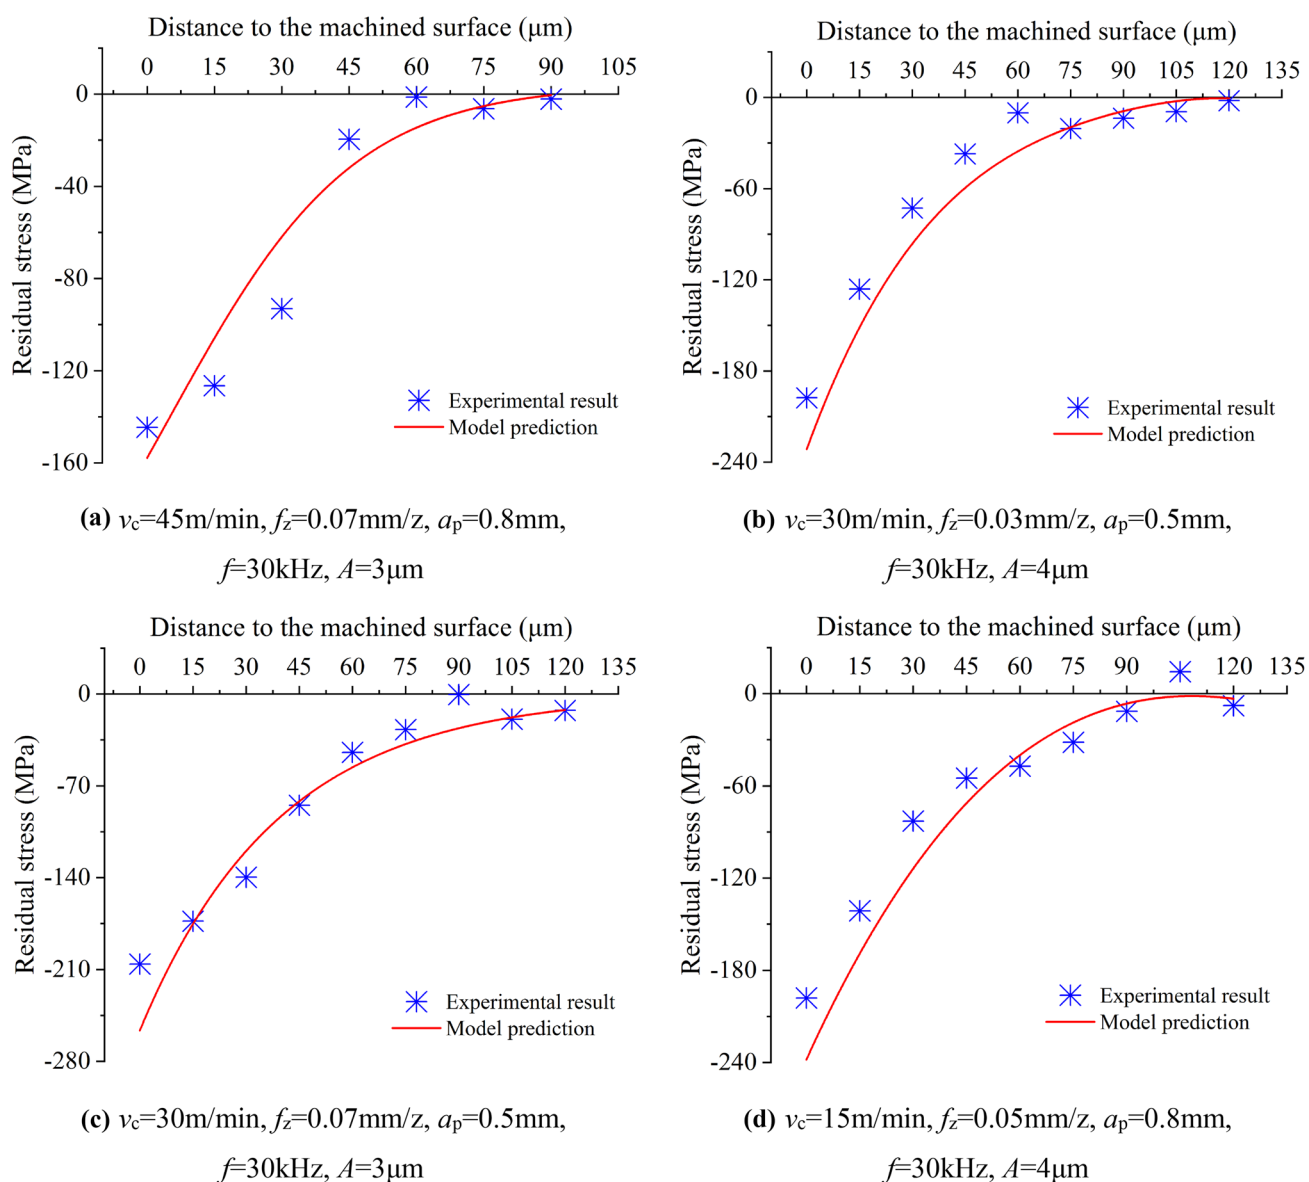 Distance to the machined surface (μm)
0 15 30 45 60 75 90 105
Residual stress (MPa)
0
-40
-80
-120
-160
Experimental result
Model prediction
(a) vc=45m/min, fz=0.07mm/z, ap=0.8mm,
f=30kHz, A=3μm
Distance to the machined surface (μm)
0 15 30 45 60 75 90 105 120 135
Residual stress (MPa)
0
-60
-120
-180
-240
Experimental result
Model prediction
(b) vc=30m/min, fz=0.03mm/z, ap=0.5mm,
f=30kHz, A=4μm
Distance to the machined surface (μm)
0 15 30 45 60 75 90 105 120 135
Residual stress (MPa)
0
-70
-140
-210
-280
Experimental result
Model prediction
(c) vc=30m/min, fz=0.07mm/z, ap=0.5mm,
f=30kHz, A=3μm
Distance to the machined surface (μm)
0 15 30 45 60 75 90 105 120 135
Residual stress (MPa)
0
-60
-120
-180
-240
Experimental result
Model prediction
(d) vc=15m/min, fz=0.05mm/z, ap=0.8mm,
f=30kHz, A=4μm